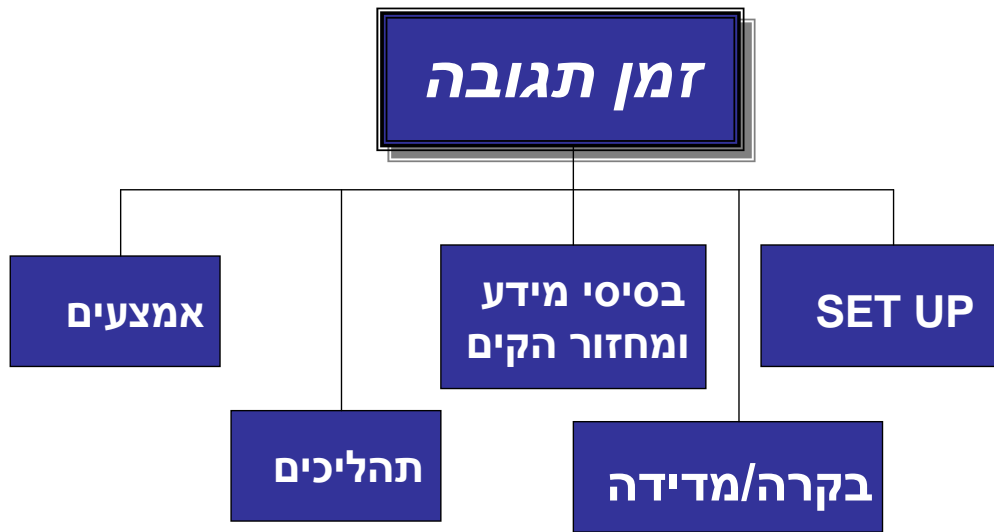 זמן תגובה
SET UP
בסיסי מידע
ומחזור הקים
אמצעים
בקרה/מדידה
תהליכים